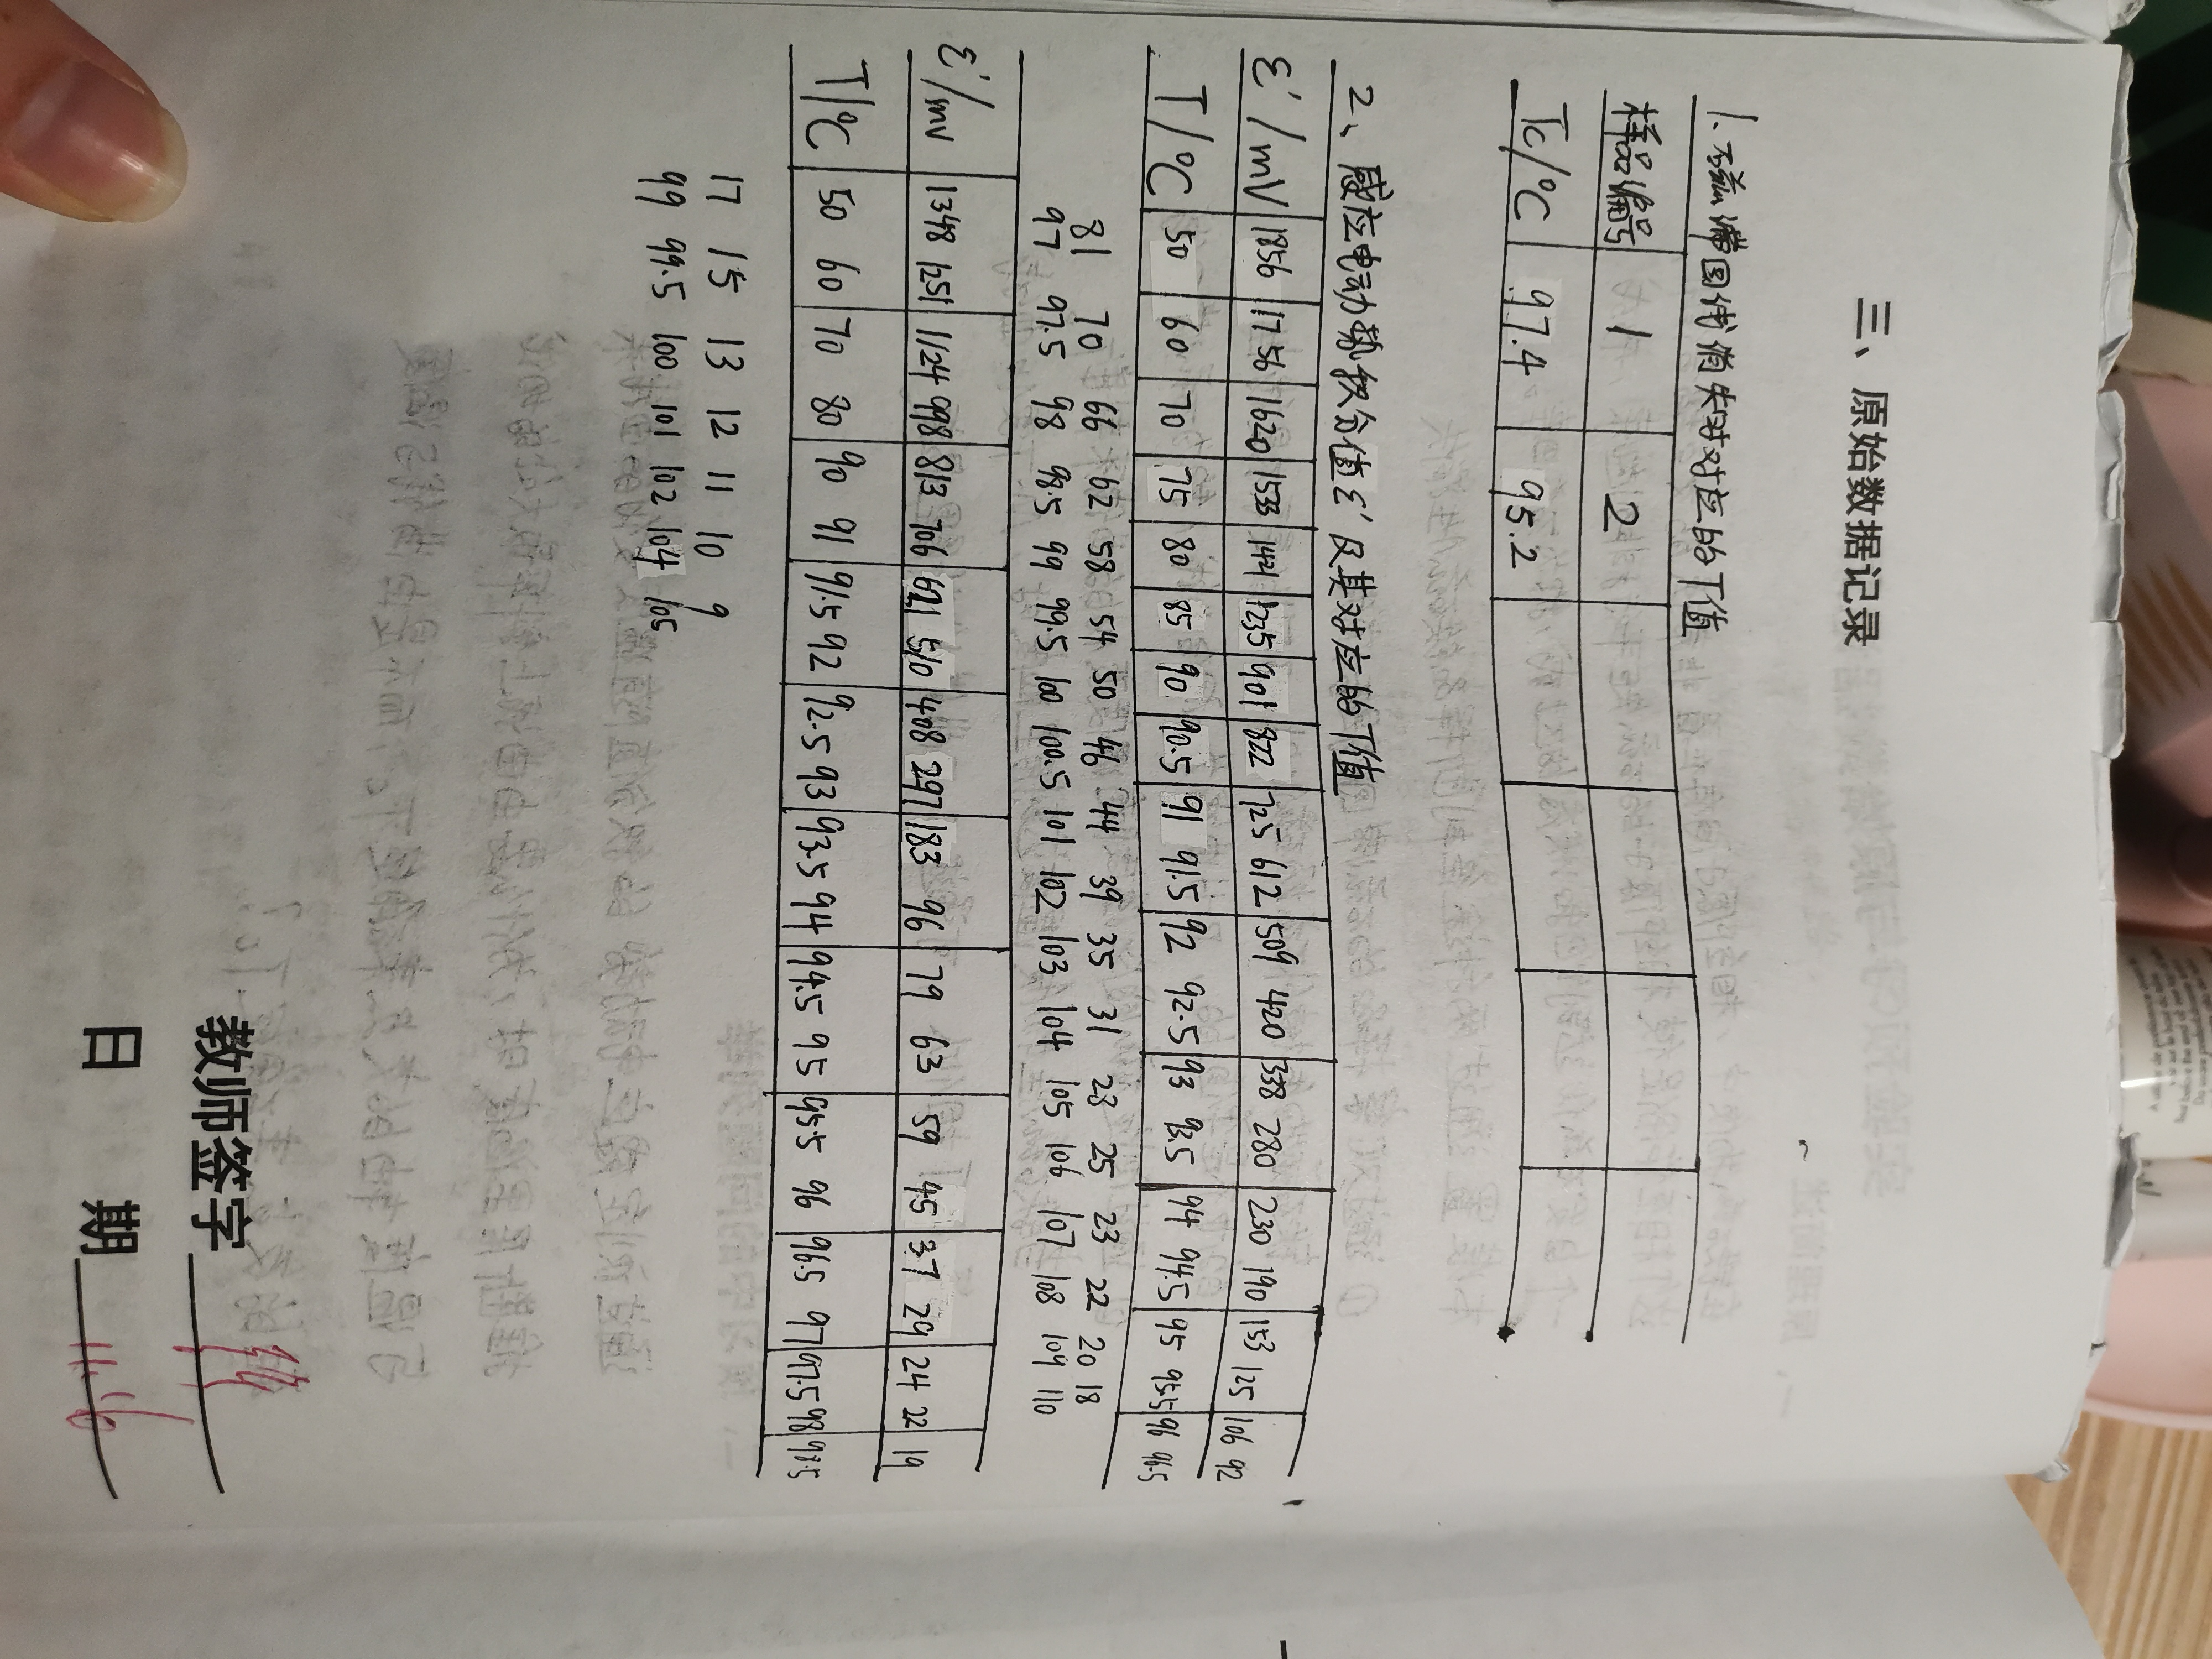 三、原始数据记录
1、磁滞回线消失时对应的T值
样品编号 1 2
Tc/℃ 97.4 95.2
2、感应电动势积分值ε' 及其对应的T值
ε'/mV 1856 1756 1620 1533 1421 1235 901 822 725 612 509 420 338 280 230 190 153 125 106 92
T/℃ 50 60 70 75 80 85 90 90.5 91 91.5 92 92.5 93 93.5 94 94.5 95 95.5 96 96.5
81 70 66 62 58 54 50 46 44 39 35 31 23 25 23 22 20 18
97 97.5 98 98.5 99 99.5 100 100.5 101 102 103 104 105 106 107 108 109 110
ε'/mV 1348 1251 1124 998 813 706 621 510 408 297 183 96 79 63 59 45 37 29 24 22 19
T/℃ 50 60 70 80 90 91 91.5 92 92.5 93 93.5 94 94.5 95 95.5 96 96.5 97 97.5 98 98.5
17 15 13 12 11 10 9
99 99.5 100 101 102 104 105
教师签字
日 期 11.16